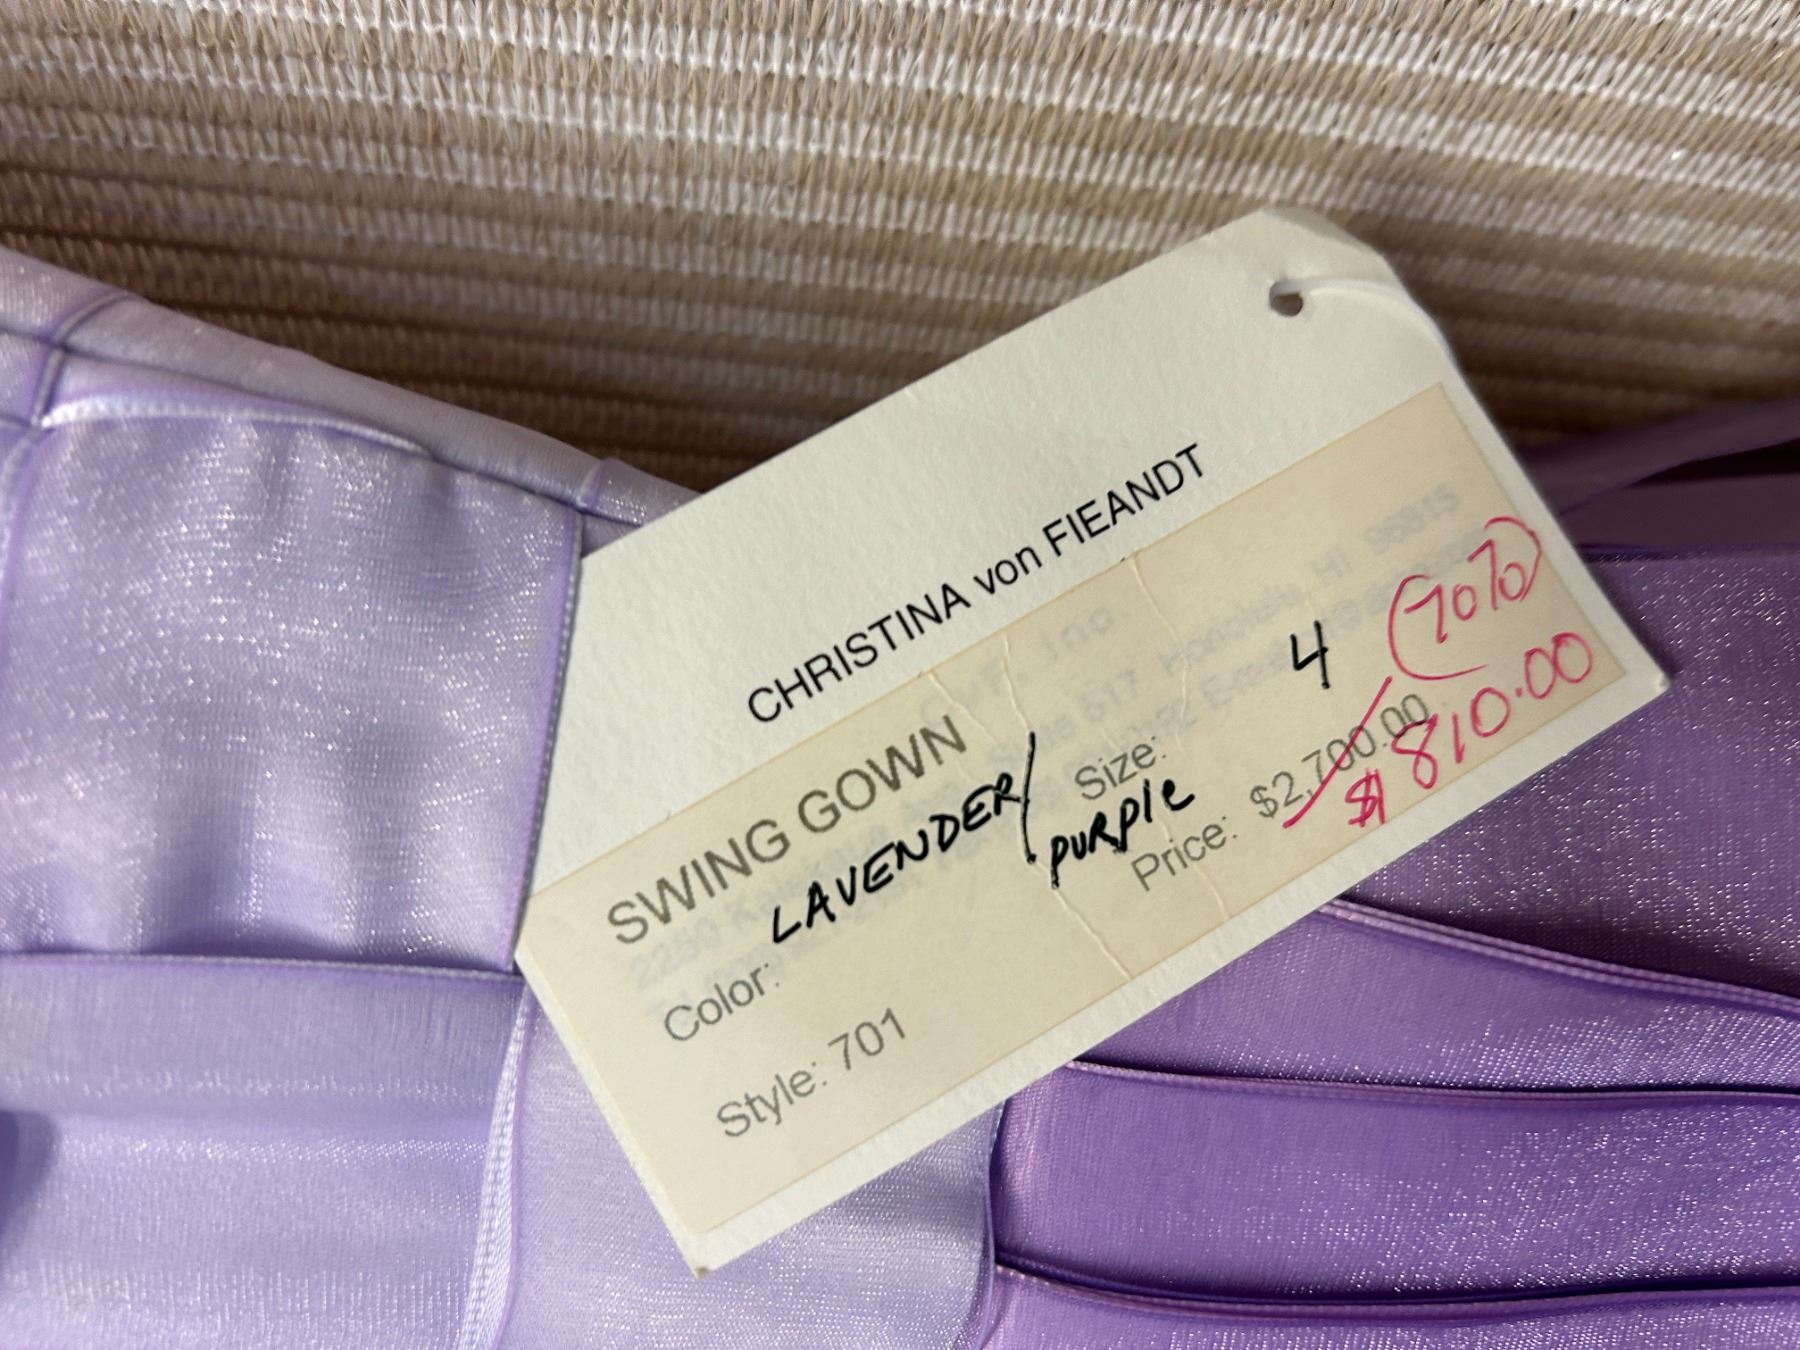 CHRISTINA von FIEANDT
SWING GOWN
Color: LAVENDER/ PURPle
Size: 4
70%
Style: 701
Price: $2,700.00
$810.00